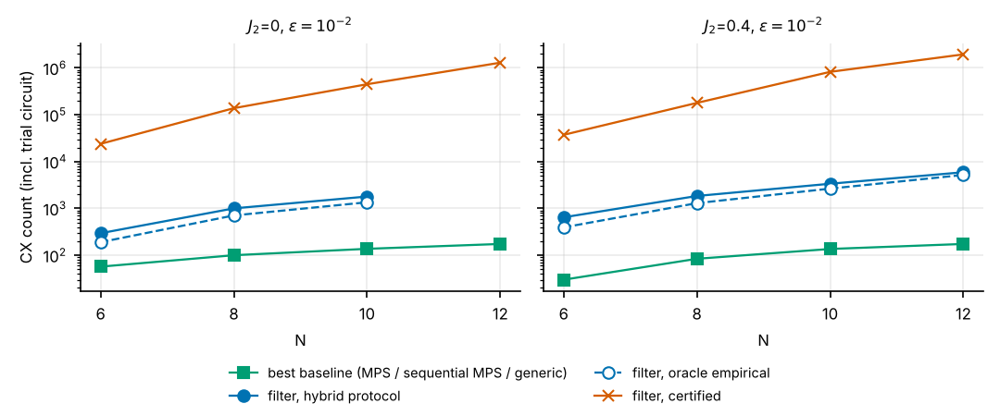 J₂=0, ε = 10⁻²
J₂=0.4, ε = 10⁻²
CX count (incl. trial circuit)
10⁶
10⁵
10⁴
10³
10²
6 8 10 12
6 8 10 12
N
N
best baseline (MPS / sequential MPS / generic)
filter, hybrid protocol
filter, oracle empirical
filter, certified